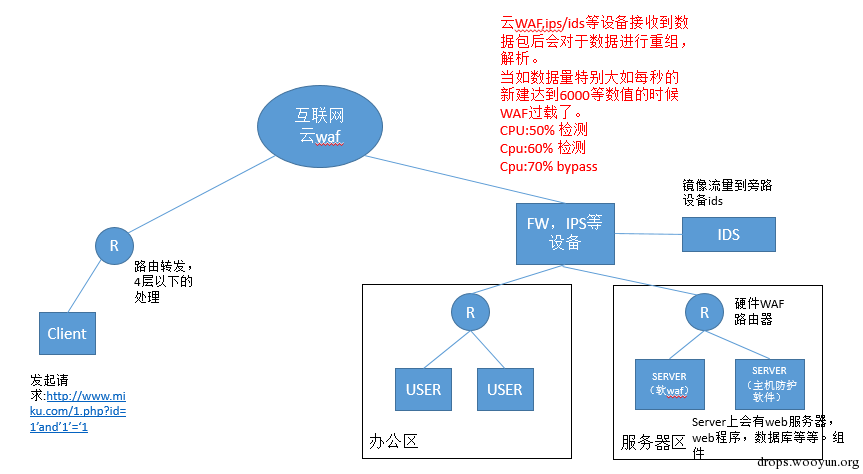 云WAF,ips/ids等设备接收到数
据包后会对于数据进行重组，
解析。
当如数据量特别大如每秒的
新建达到6000等数值的时候
WAF过载了。
CPU:50% 检测
Cpu:60% 检测
Cpu:70% bypass
互联网
云waf
镜像流量到旁路
设备ids
FW，IPS等
设备
IDS
R
路由转发，
4层以下的
处理
Client
发起请
求:http://www.mi
ku.com/1.php?id=
1'and'1'='1
R
USER
USER
办公区
R
硬件WAF
路由器
SERVER
（软waf）
SERVER
（主机防护
软件）
Server上会有web服务器，
web程序，数据库等等。组
件
服务器区
drops.wooyun.org